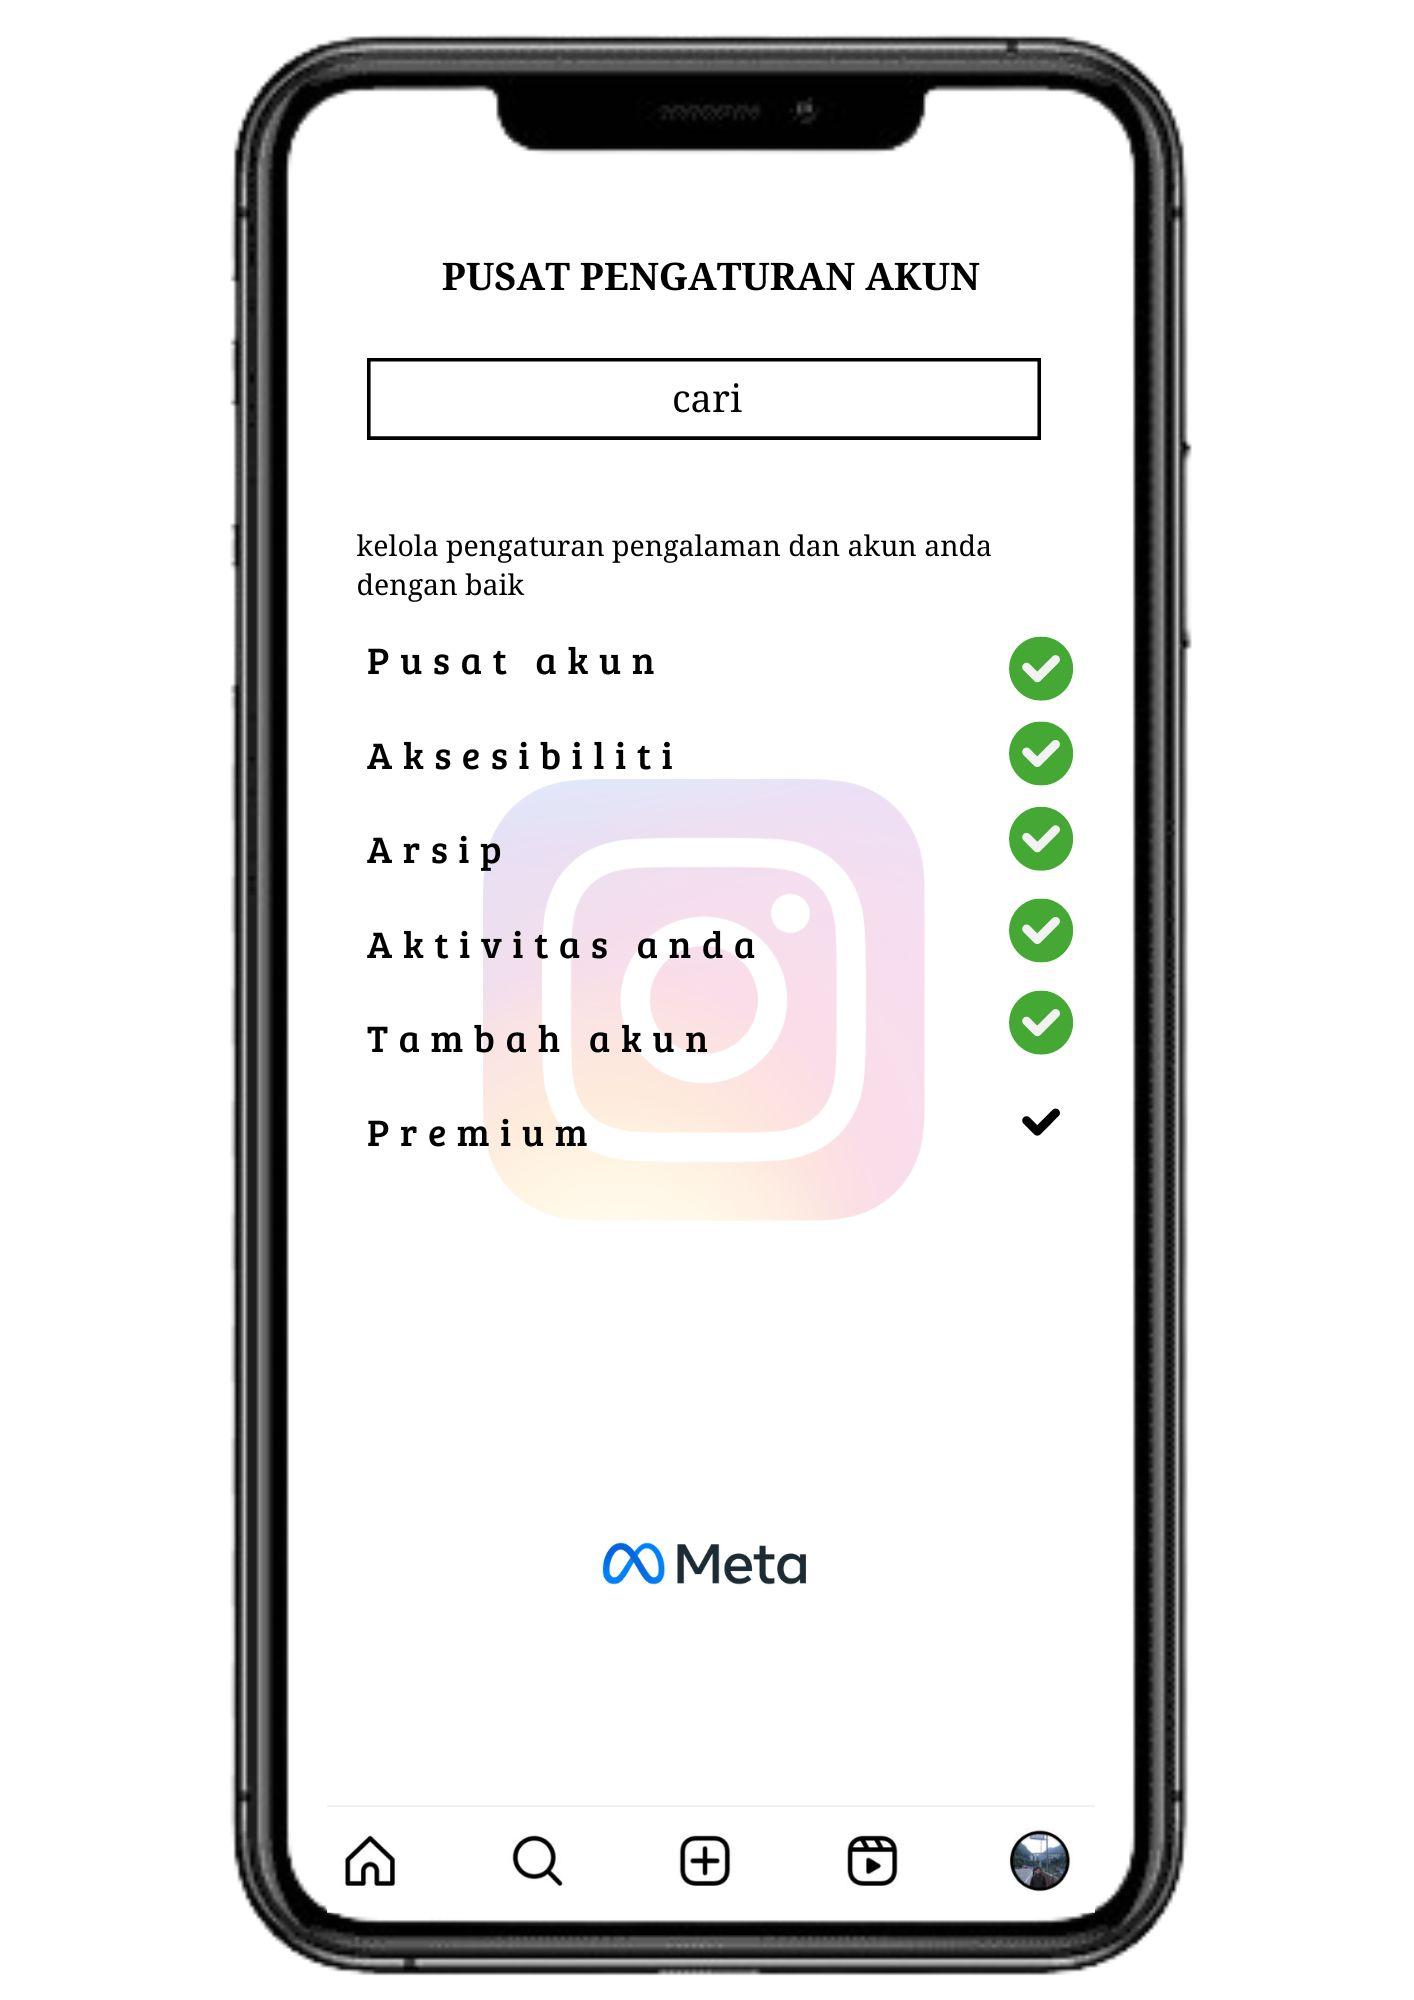 PUSAT PENGATURAN AKUN
cari
kelola pengaturan pengalaman dan akun anda
dengan baik
Pusat akun
Aksesibiliti
Arsip
Aktivitas anda
Tambah akun
Premium
Meta